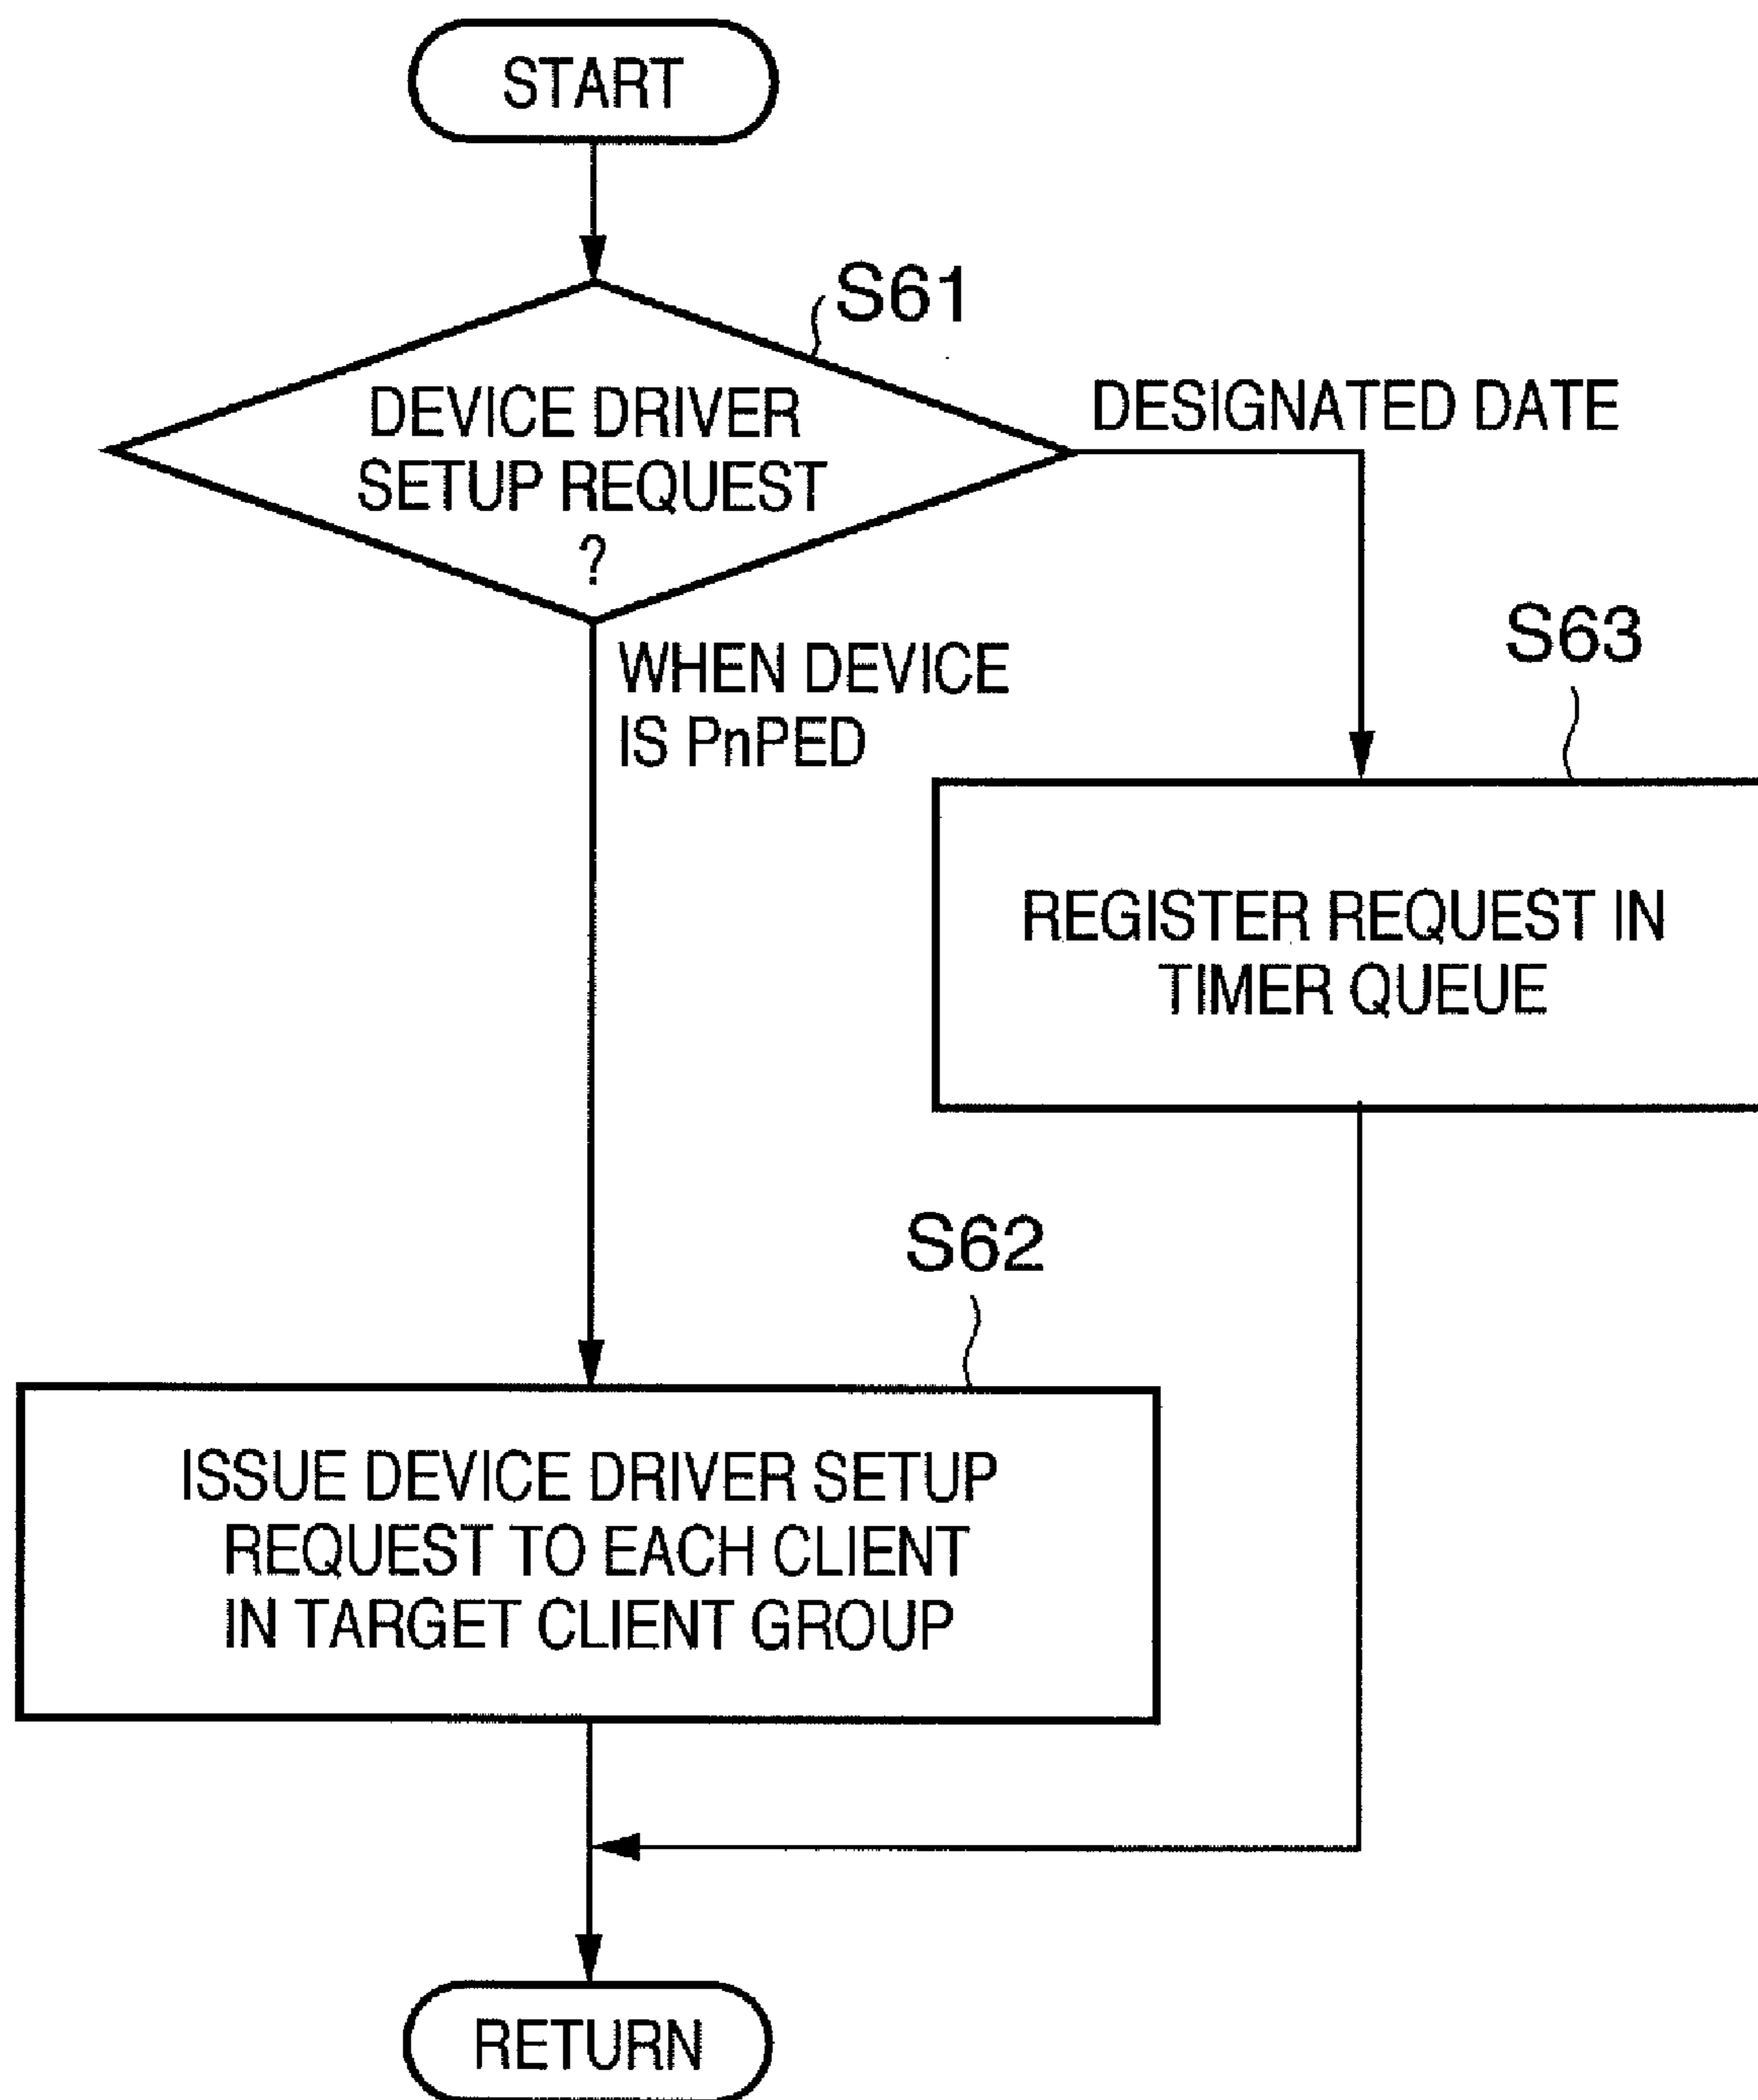 START
S61
DEVICE DRIVER
SETUP REQUEST
?
DESIGNATED DATE
WHEN DEVICE
IS PnPED
S63
REGISTER REQUEST IN
TIMER QUEUE
S62
ISSUE DEVICE DRIVER SETUP
REQUEST TO EACH CLIENT
IN TARGET CLIENT GROUP
RETURN